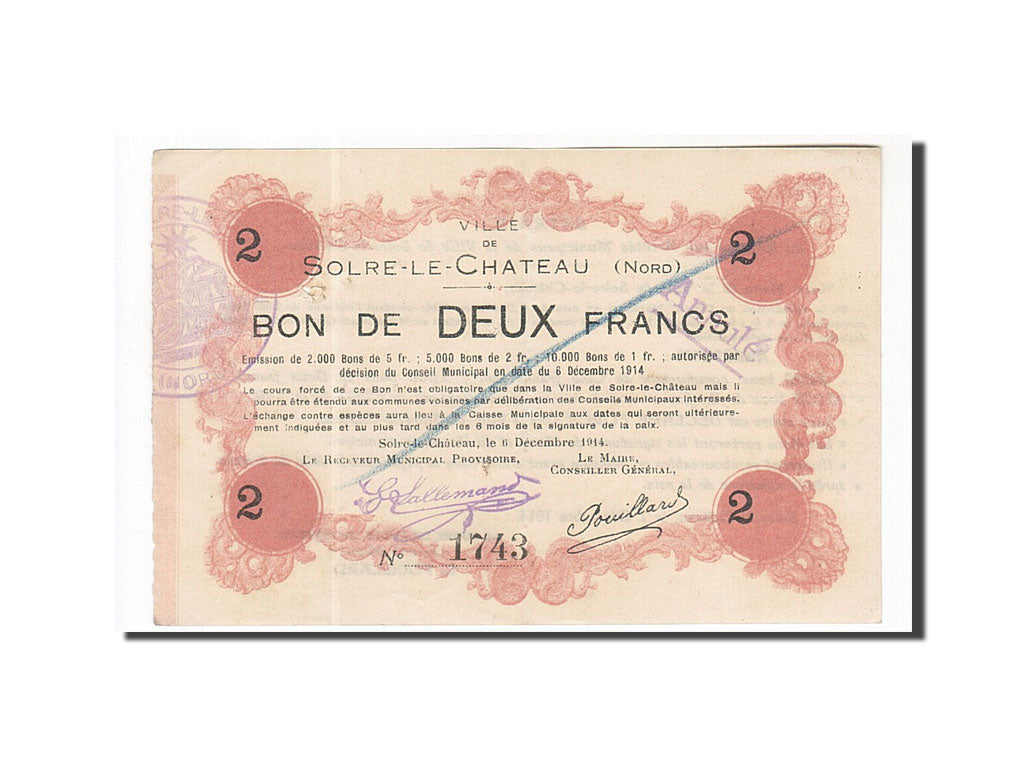 2
2
VILLE
DE
SOLRE-LE-CHATEAU (NORD)
Annulé
BON DE DEUX FRANCS
Emission de 2.000 Bons de 5 fr. ; 5.000 Bons de 2 fr. ; 10.000 Bons de 1 fr. ; autorisée par
décision du Conseil Municipal en date du 6 Décembre 1914
Le cours forcé de ce Bon n'est obligatoire que dans la Ville de Solre-le-Château mais il
pourra être étendu aux communes voisines par délibération des Conseils Municipaux intéressés.
L'échange contre espèces aura lieu à la Caisse Municipale aux dates qui seront ultérieure-
ment indiquées et au plus tard dans les 6 mois de la signature de la paix.
Solre-le-Château, le 6 Décembre 1914.
LE RECEVEUR MUNICIPAL PROVISOIRE,
LE MAIRE,
CONSEILLER GÉNÉRAL,
Lallemand
Pouillard
2
2
No 1743
(NORD)